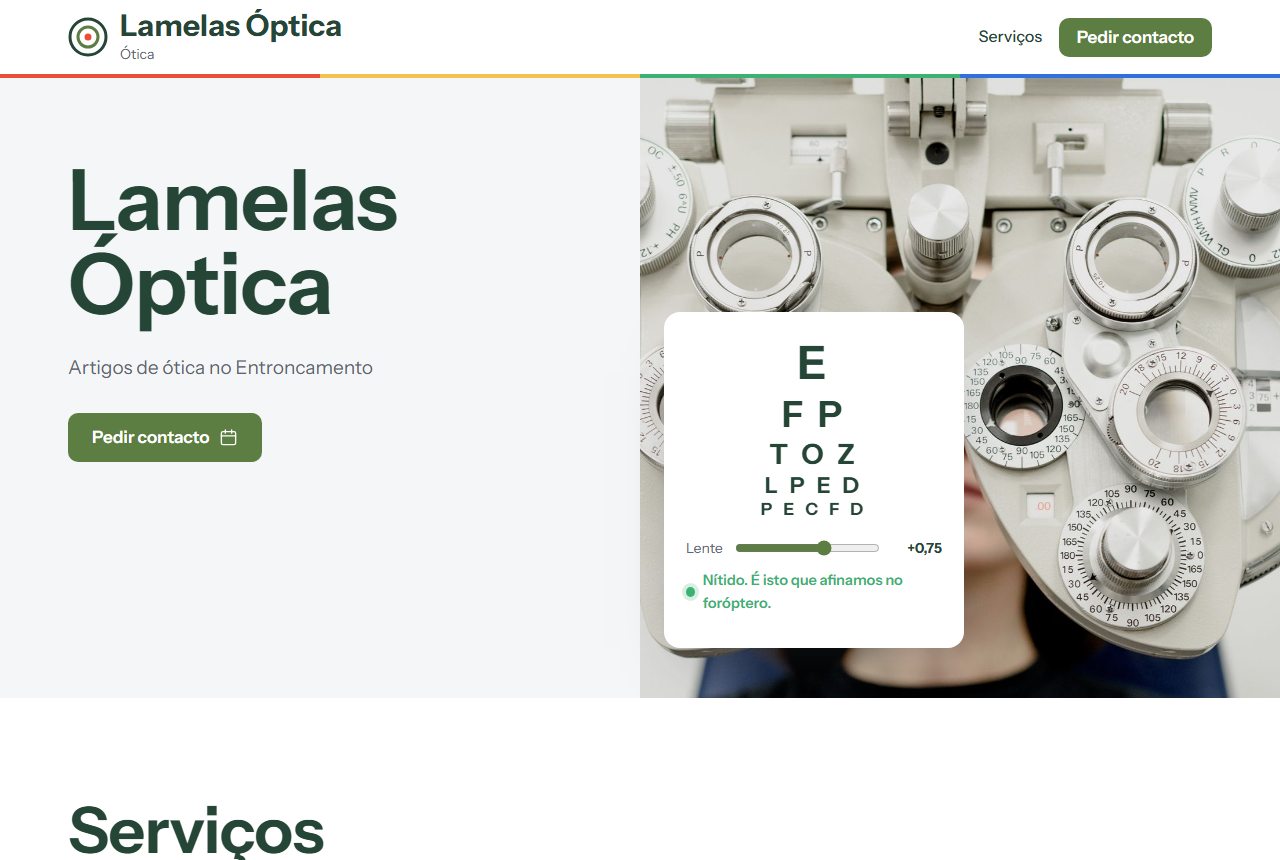 Lamelas Óptica
Ótica
Serviços
Pedir contacto
Lamelas
Óptica
Artigos de ótica no Entroncamento
Pedir contacto
E
F P
T O Z
L P E D
P E C F D
Lente
+0,75
Nítido. É isto que afinamos no
foróptero.
Serviços